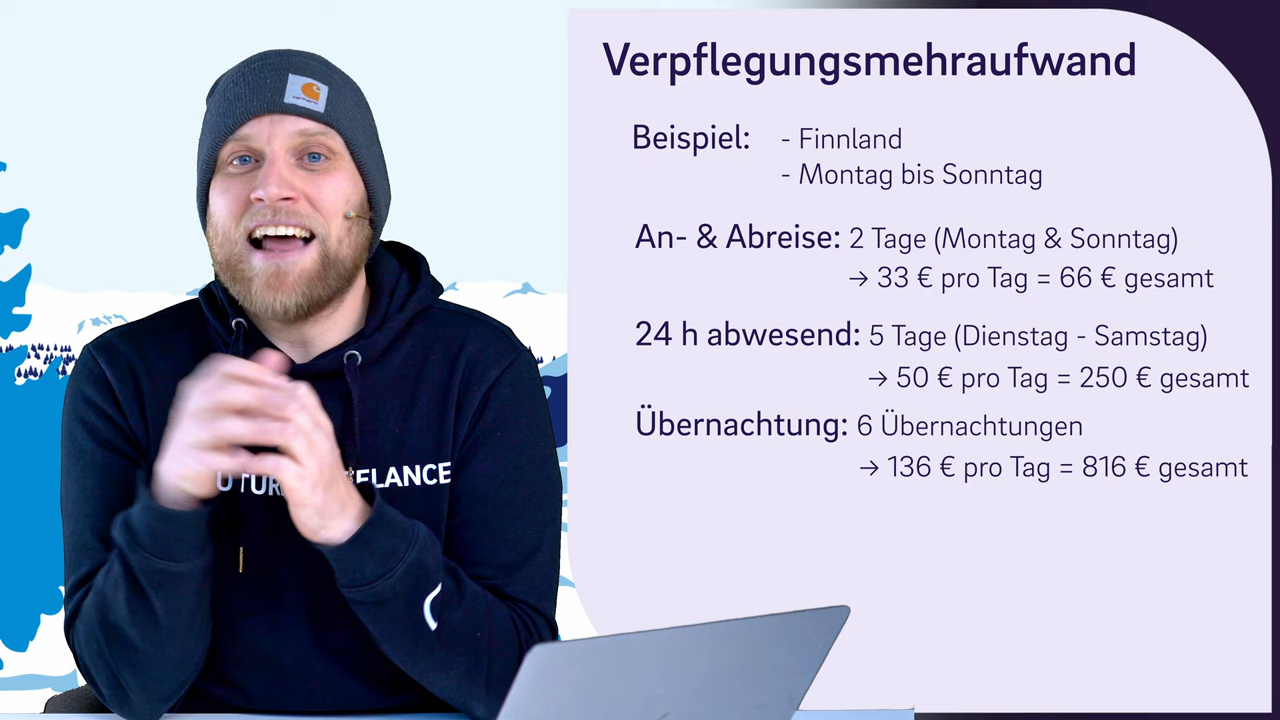 Verpflegungsmehraufwand
Beispiel: - Finnland
- Montag bis Sonntag
An- & Abreise: 2 Tage (Montag & Sonntag)
→ 33 € pro Tag = 66 € gesamt
24 h abwesend: 5 Tage (Dienstag - Samstag)
→ 50 € pro Tag = 250 € gesamt
Übernachtung: 6 Übernachtungen
→ 136 € pro Tag = 816 € gesamt
carhartt